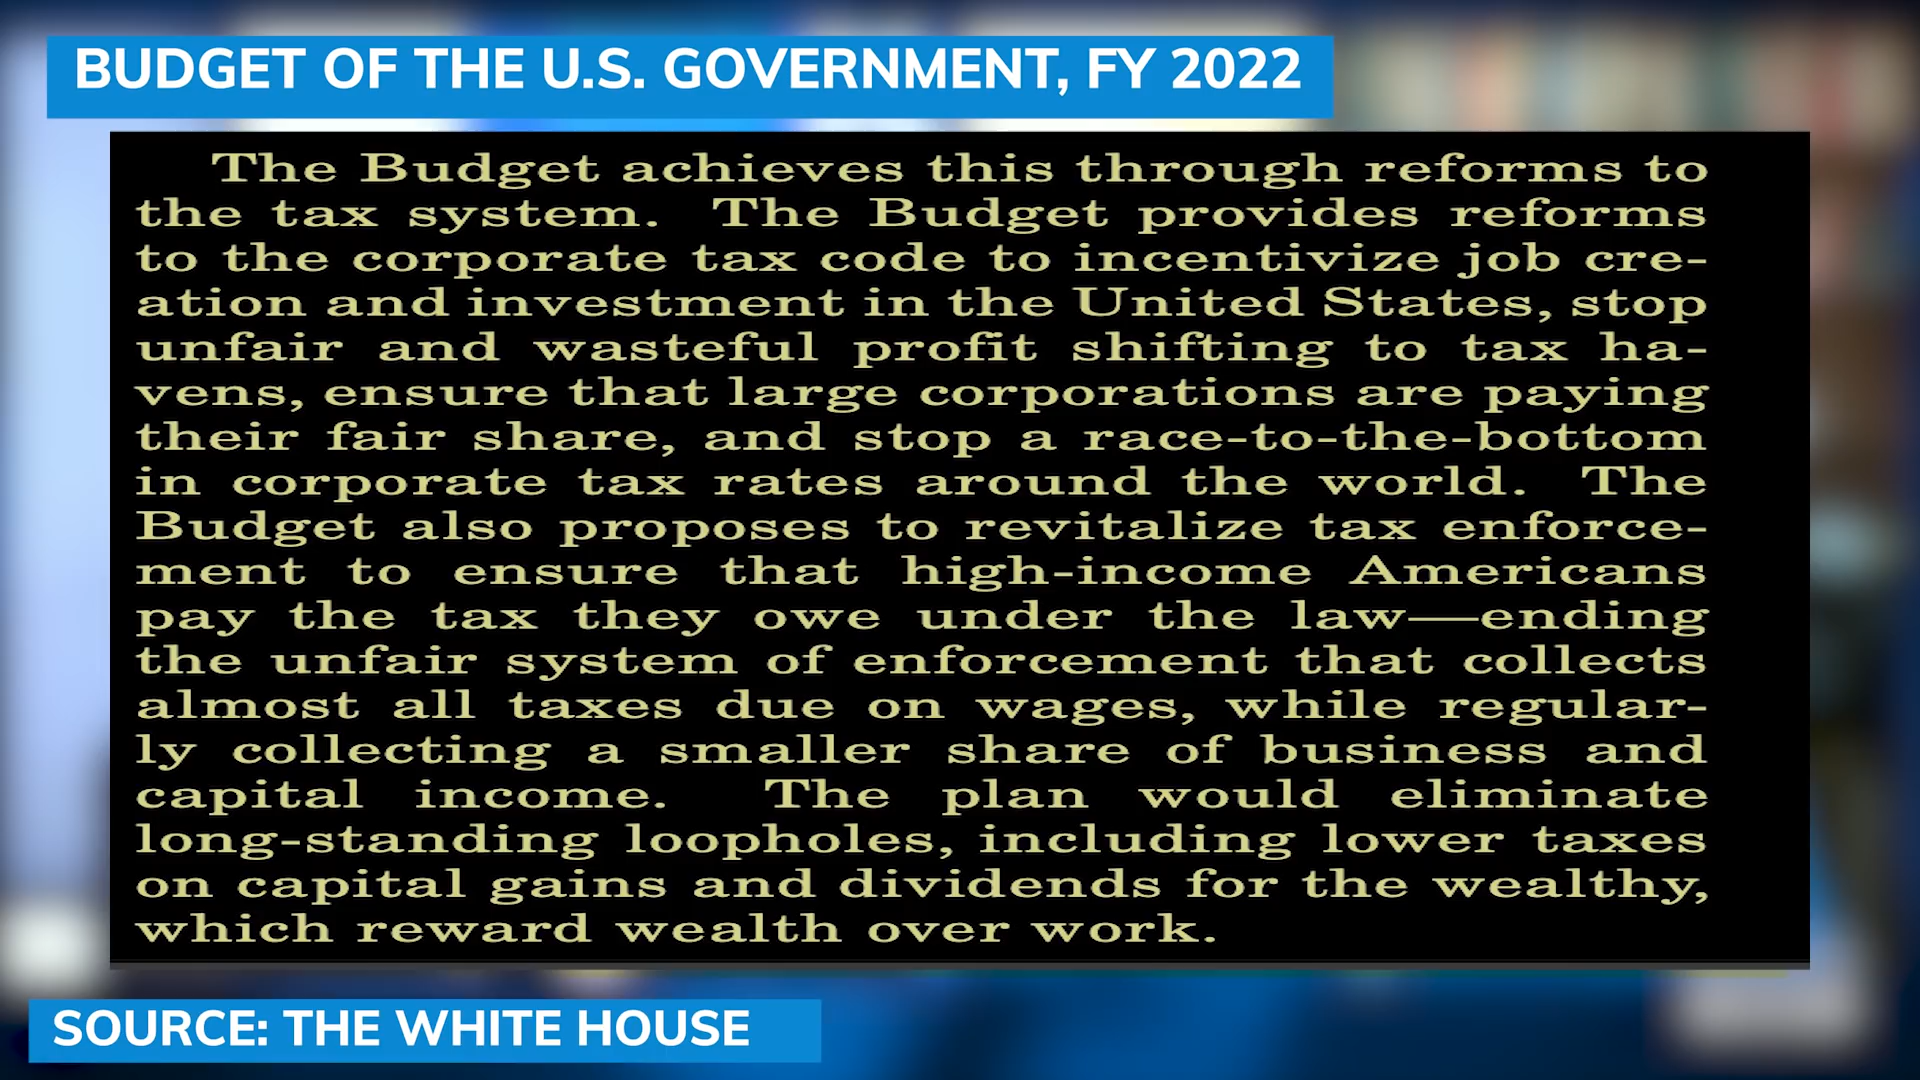 BUDGET OF THE U.S. GOVERNMENT, FY 2022
The Budget achieves this through reforms to
the tax system. The Budget provides reforms
to the corporate tax code to incentivize job cre-
ation and investment in the United States, stop
unfair and wasteful profit shifting to tax ha-
vens, ensure that large corporations are paying
their fair share, and stop a race-to-the-bottom
in corporate tax rates around the world. The
Budget also proposes to revitalize tax enforce-
ment to ensure that high-income Americans
pay the tax they owe under the law—ending
the unfair system of enforcement that collects
almost all taxes due on wages, while regular-
ly collecting a smaller share of business and
capital income. The plan would eliminate
long-standing loopholes, including lower taxes
on capital gains and dividends for the wealthy,
which reward wealth over work.
SOURCE: THE WHITE HOUSE